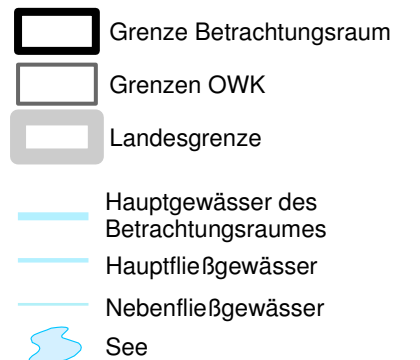 Grenze Betrachtungsraum
Grenzen OWK
Landesgrenze
Hauptgewässer des
Betrachtungsraumes
Hauptfließgewässer
Nebenfließgewässer
See